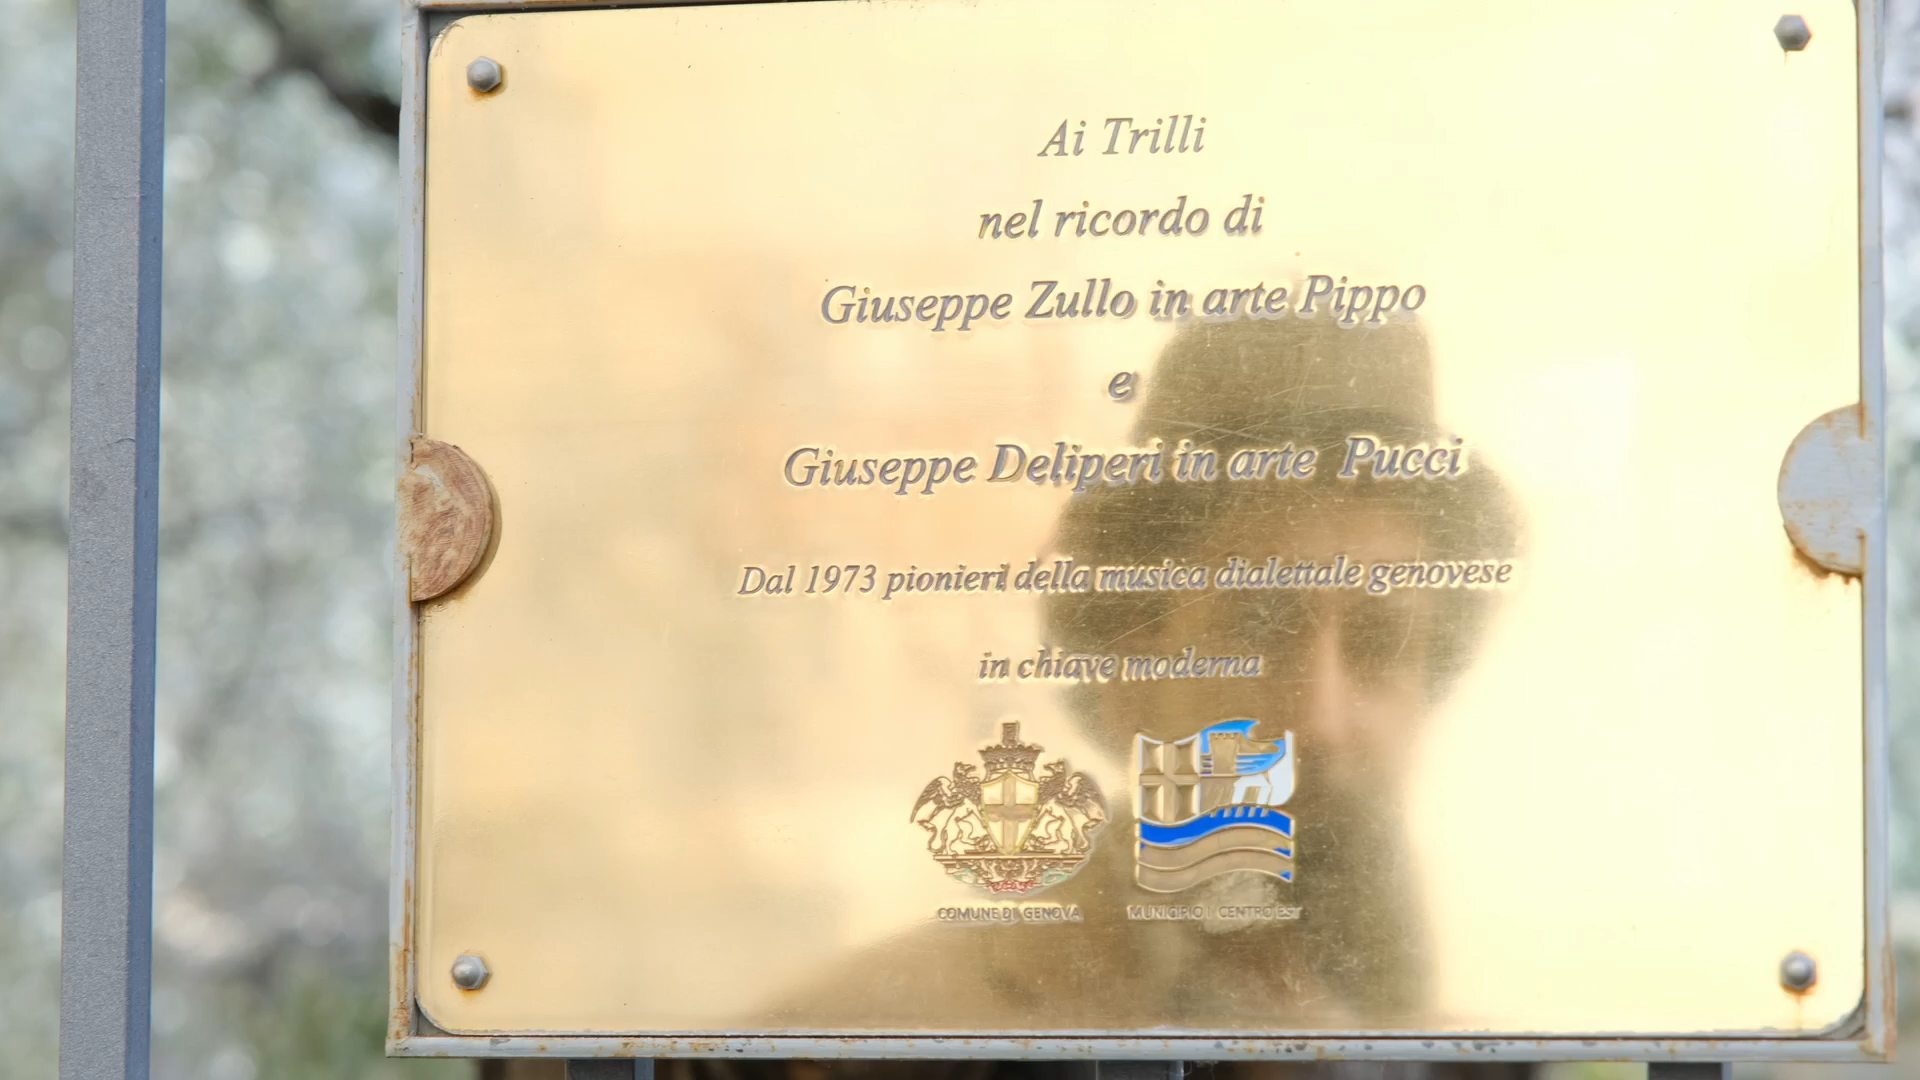 Ai Trilli
nel ricordo di
Giuseppe Zullo in arte Pippo
e
Giuseppe Deliperi in arte Pucci
Dal 1973 pionieri della musica dialettale genovese
in chiave moderna
COMUNE DI GENOVA
MUNICIPIO I CENTRO EST